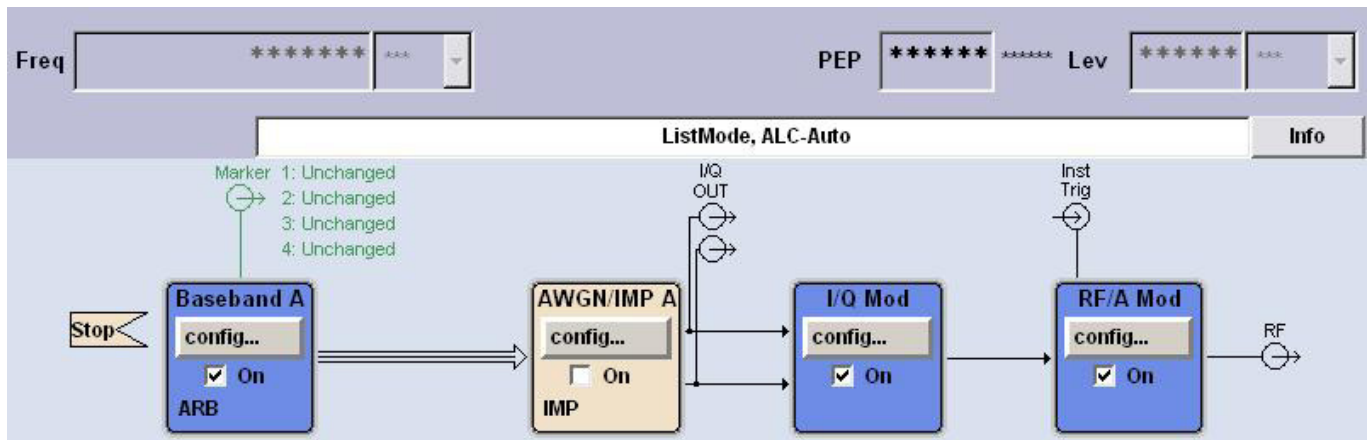 Freq ******* *** PEP ****** ****** Lev ****** ***
ListMode, ALC-Auto Info
Marker 1: Unchanged
2: Unchanged
3: Unchanged
4: Unchanged
I/Q
OUT
Inst
Trig
Stop
Baseband A
config...
On
ARB
AWGN/IMP A
config...
On
IMP
I/Q Mod
config...
On
RF/A Mod
config...
On
RF